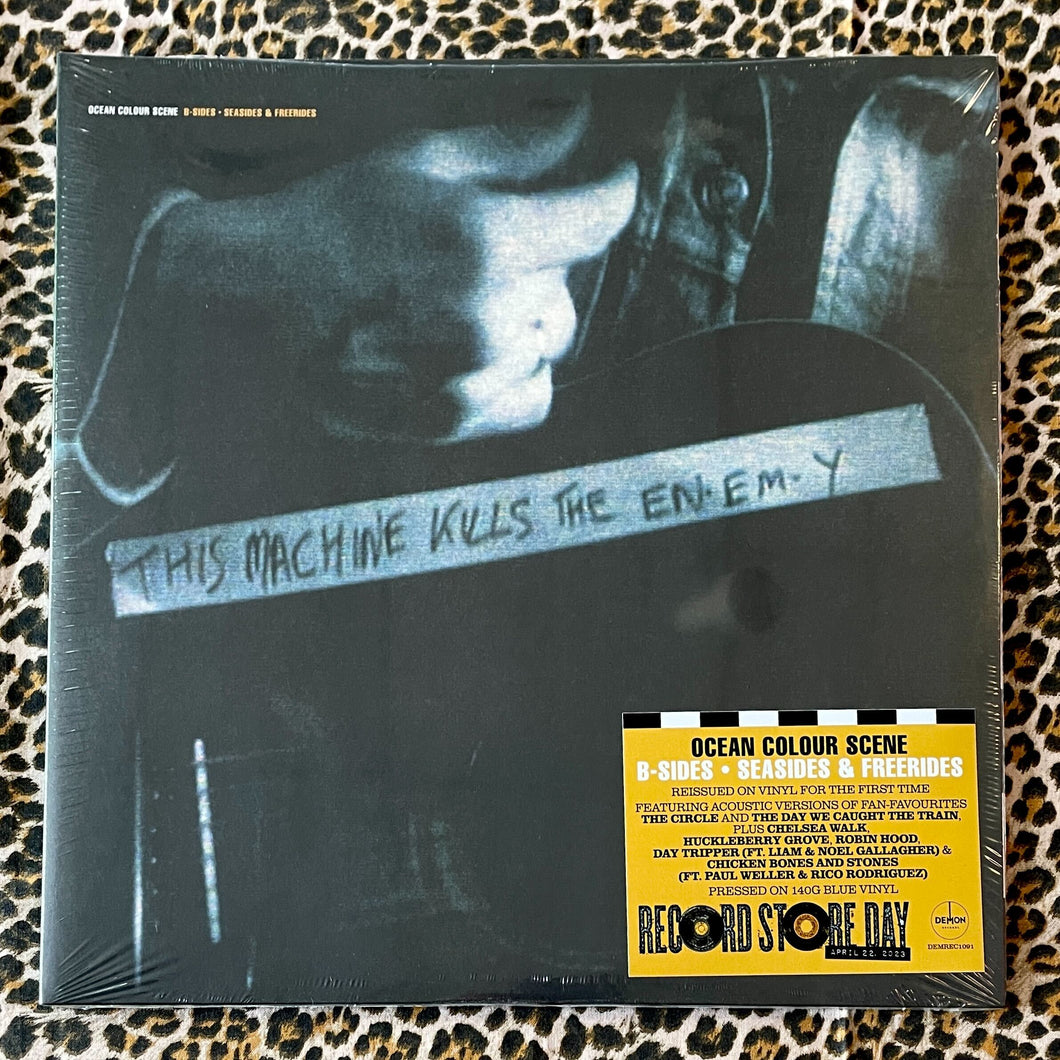 OCEAN COLOUR SCENE B-SIDES • SEASIDES & FREERIDES
THIS MACHINE KILLS THE EN.EM.Y
OCEAN COLOUR SCENE
B-SIDES • SEASIDES & FREERIDES
REISSUED ON VINYL FOR THE FIRST TIME
FEATURING ACOUSTIC VERSIONS OF FAN-FAVOURITES
THE CIRCLE AND THE DAY WE CAUGHT THE TRAIN,
PLUS CHELSEA WALK,
HUCKLEBERRY GROVE, ROBIN HOOD,
DAY TRIPPER (FT. LIAM & NOEL GALLAGHER) &
CHICKEN BONES AND STONES
(FT. PAUL WELLER & RICO RODRIGUEZ)
PRESSED ON 140G BLUE VINYL
RECORD STORE DAY
APRIL 22, 2023
DEMON
RECORDS
DEMREC1091